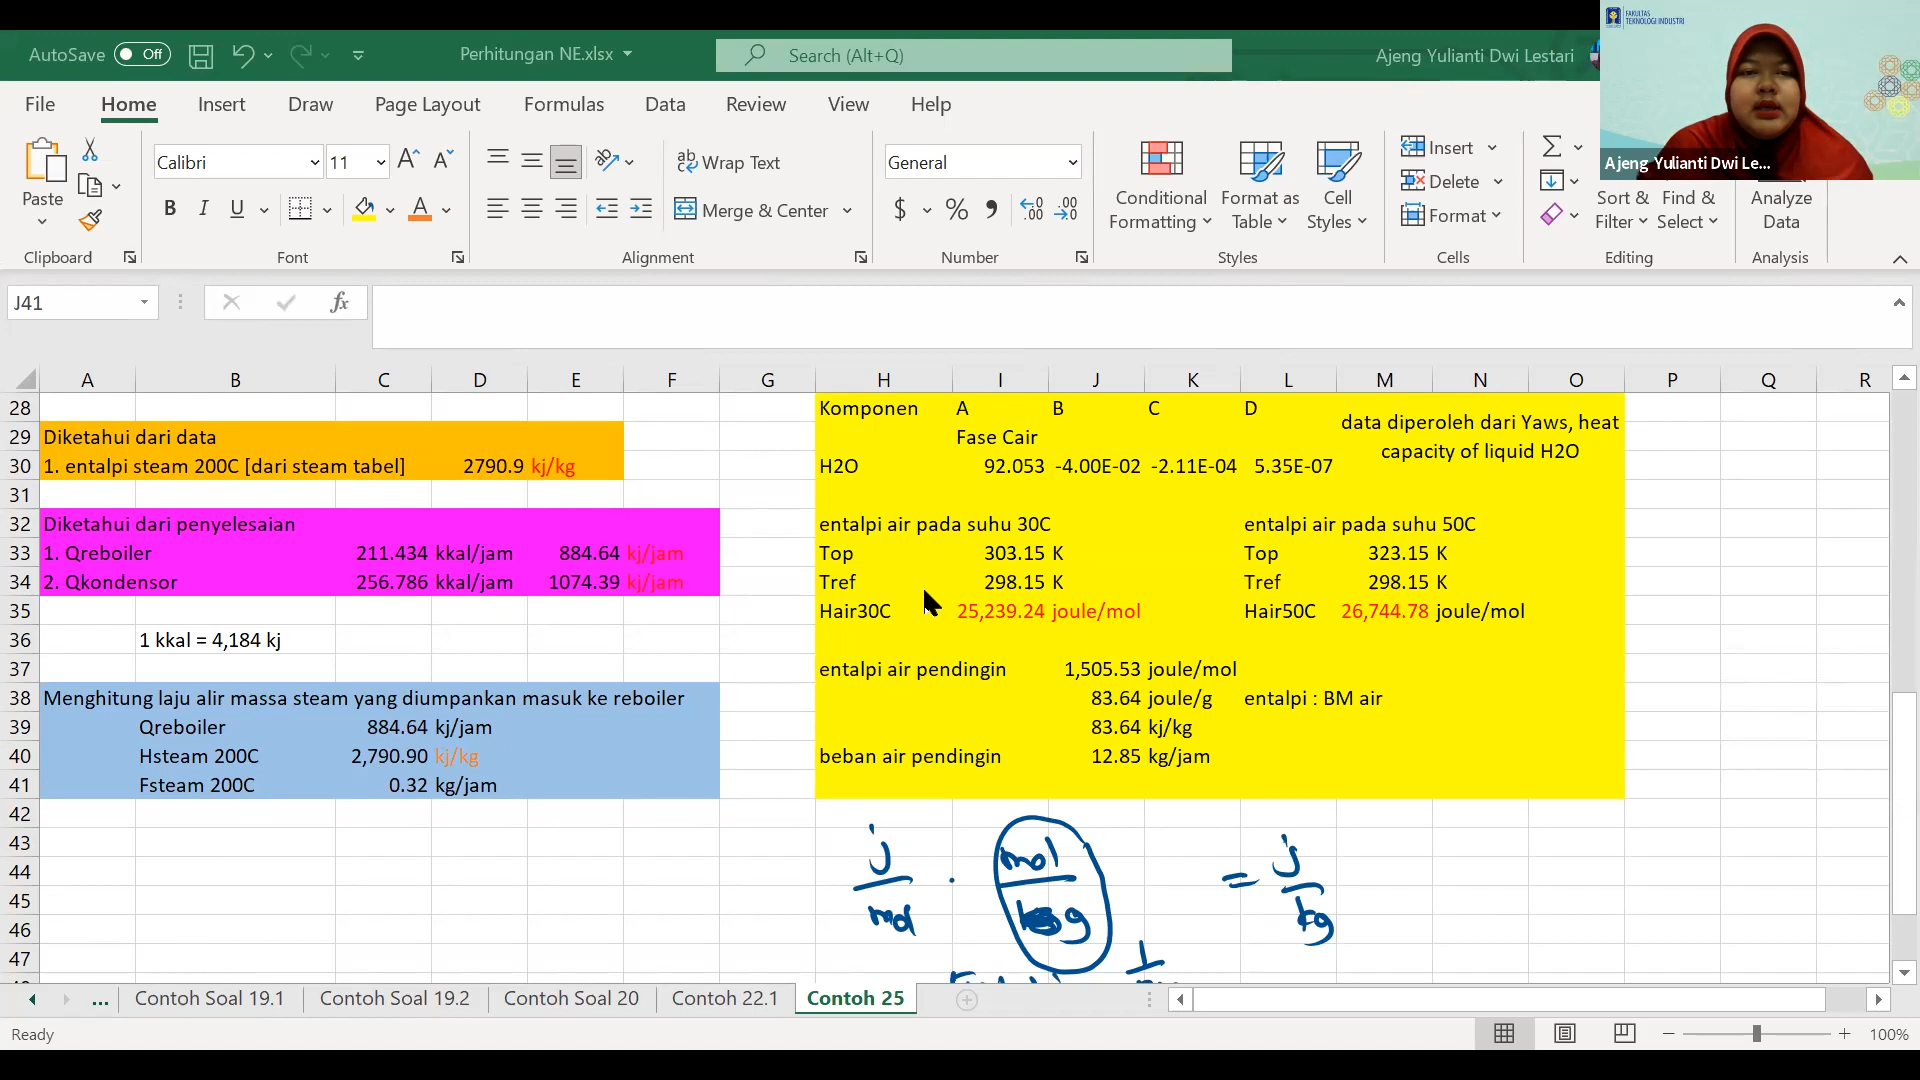 AutoSave Off Perhitungan NE.xlsx Search (Alt+Q) Ajeng Yulianti Dwi Lestari
FAKULTAS
TEKNOLOGI INDUSTRI
Ajeng Yulianti Dwi Le...
File Home Insert Draw Page Layout Formulas Data Review View Help
Paste Calibri 11 Wrap Text General Insert
Conditional Formatting Format as Table Cell Styles Delete Sort & Filter Find & Select Analyze Data
B I U Merge & Center $ % Format
Clipboard Font Alignment Number Styles Cells Editing Analysis
J41 fx
A B C D E F G H I J K L M N O P Q R
28 Komponen A B C D data diperoleh dari Yaws, heat
29 Diketahui dari data Fase Cair capacity of liquid H2O
30 1. entalpi steam 200C [dari steam tabel] 2790.9 kj/kg H2O 92.053 -4.00E-02 -2.11E-04 5.35E-07
31
32 Diketahui dari penyelesaian entalpi air pada suhu 30C entalpi air pada suhu 50C
33 1. Qreboiler 211.434 kkal/jam 884.64 kj/jam Top 303.15 K Top 323.15 K
34 2. Qkondensor 256.786 kkal/jam 1074.39 kj/jam Tref 298.15 K Tref 298.15 K
35 Hair30C 25,239.24 joule/mol Hair50C 26,744.78 joule/mol
36 1 kkal = 4,184 kj
37 entalpi air pendingin 1,505.53 joule/mol
38 Menghitung laju alir massa steam yang diumpankan masuk ke reboiler 83.64 joule/g entalpi : BM air
39 Qreboiler 884.64 kj/jam 83.64 kj/kg
40 Hsteam 200C 2,790.90 kj/kg beban air pendingin 12.85 kg/jam
41 Fsteam 200C 0.32 kg/jam
42
43
44
45
46
47
j mol = j
mol g kg
... Contoh Soal 19.1 Contoh Soal 19.2 Contoh Soal 20 Contoh 22.1 Contoh 25
Ready 100%